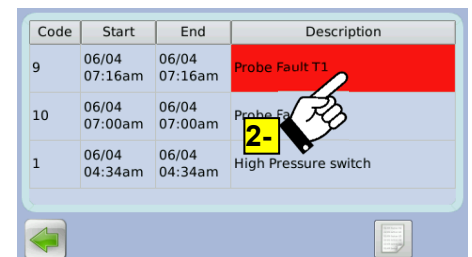 Code Start End Description
9 06/04 07:16am 06/04 07:16am Probe Fault T1
10 06/04 07:00am 06/04 07:00am Probe Fa
2-
1 06/04 04:34am 06/04 04:34am High Pressure switch